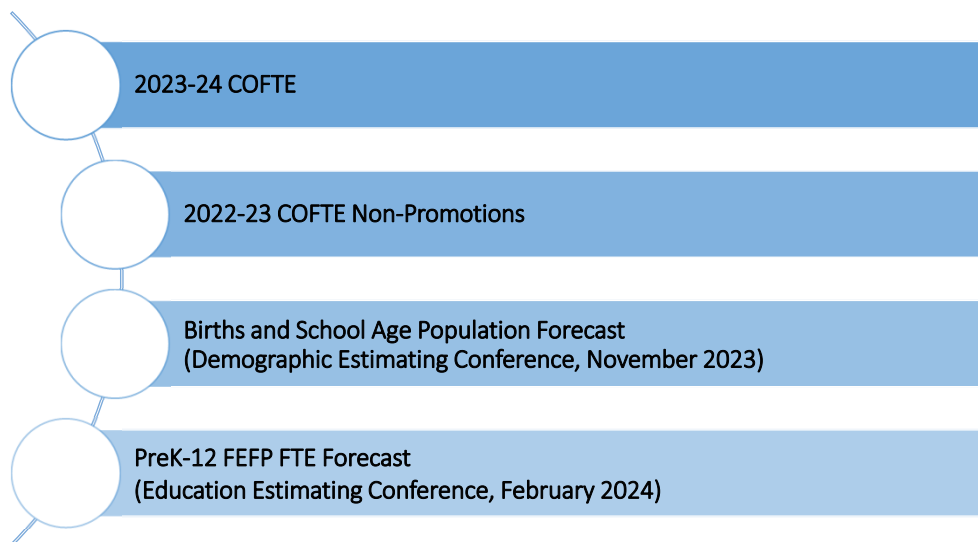 2023-24 COFTE
2022-23 COFTE Non-Promotions
Births and School Age Population Forecast
(Demographic Estimating Conference, November 2023)
PreK-12 FEFP FTE Forecast
(Education Estimating Conference, February 2024)